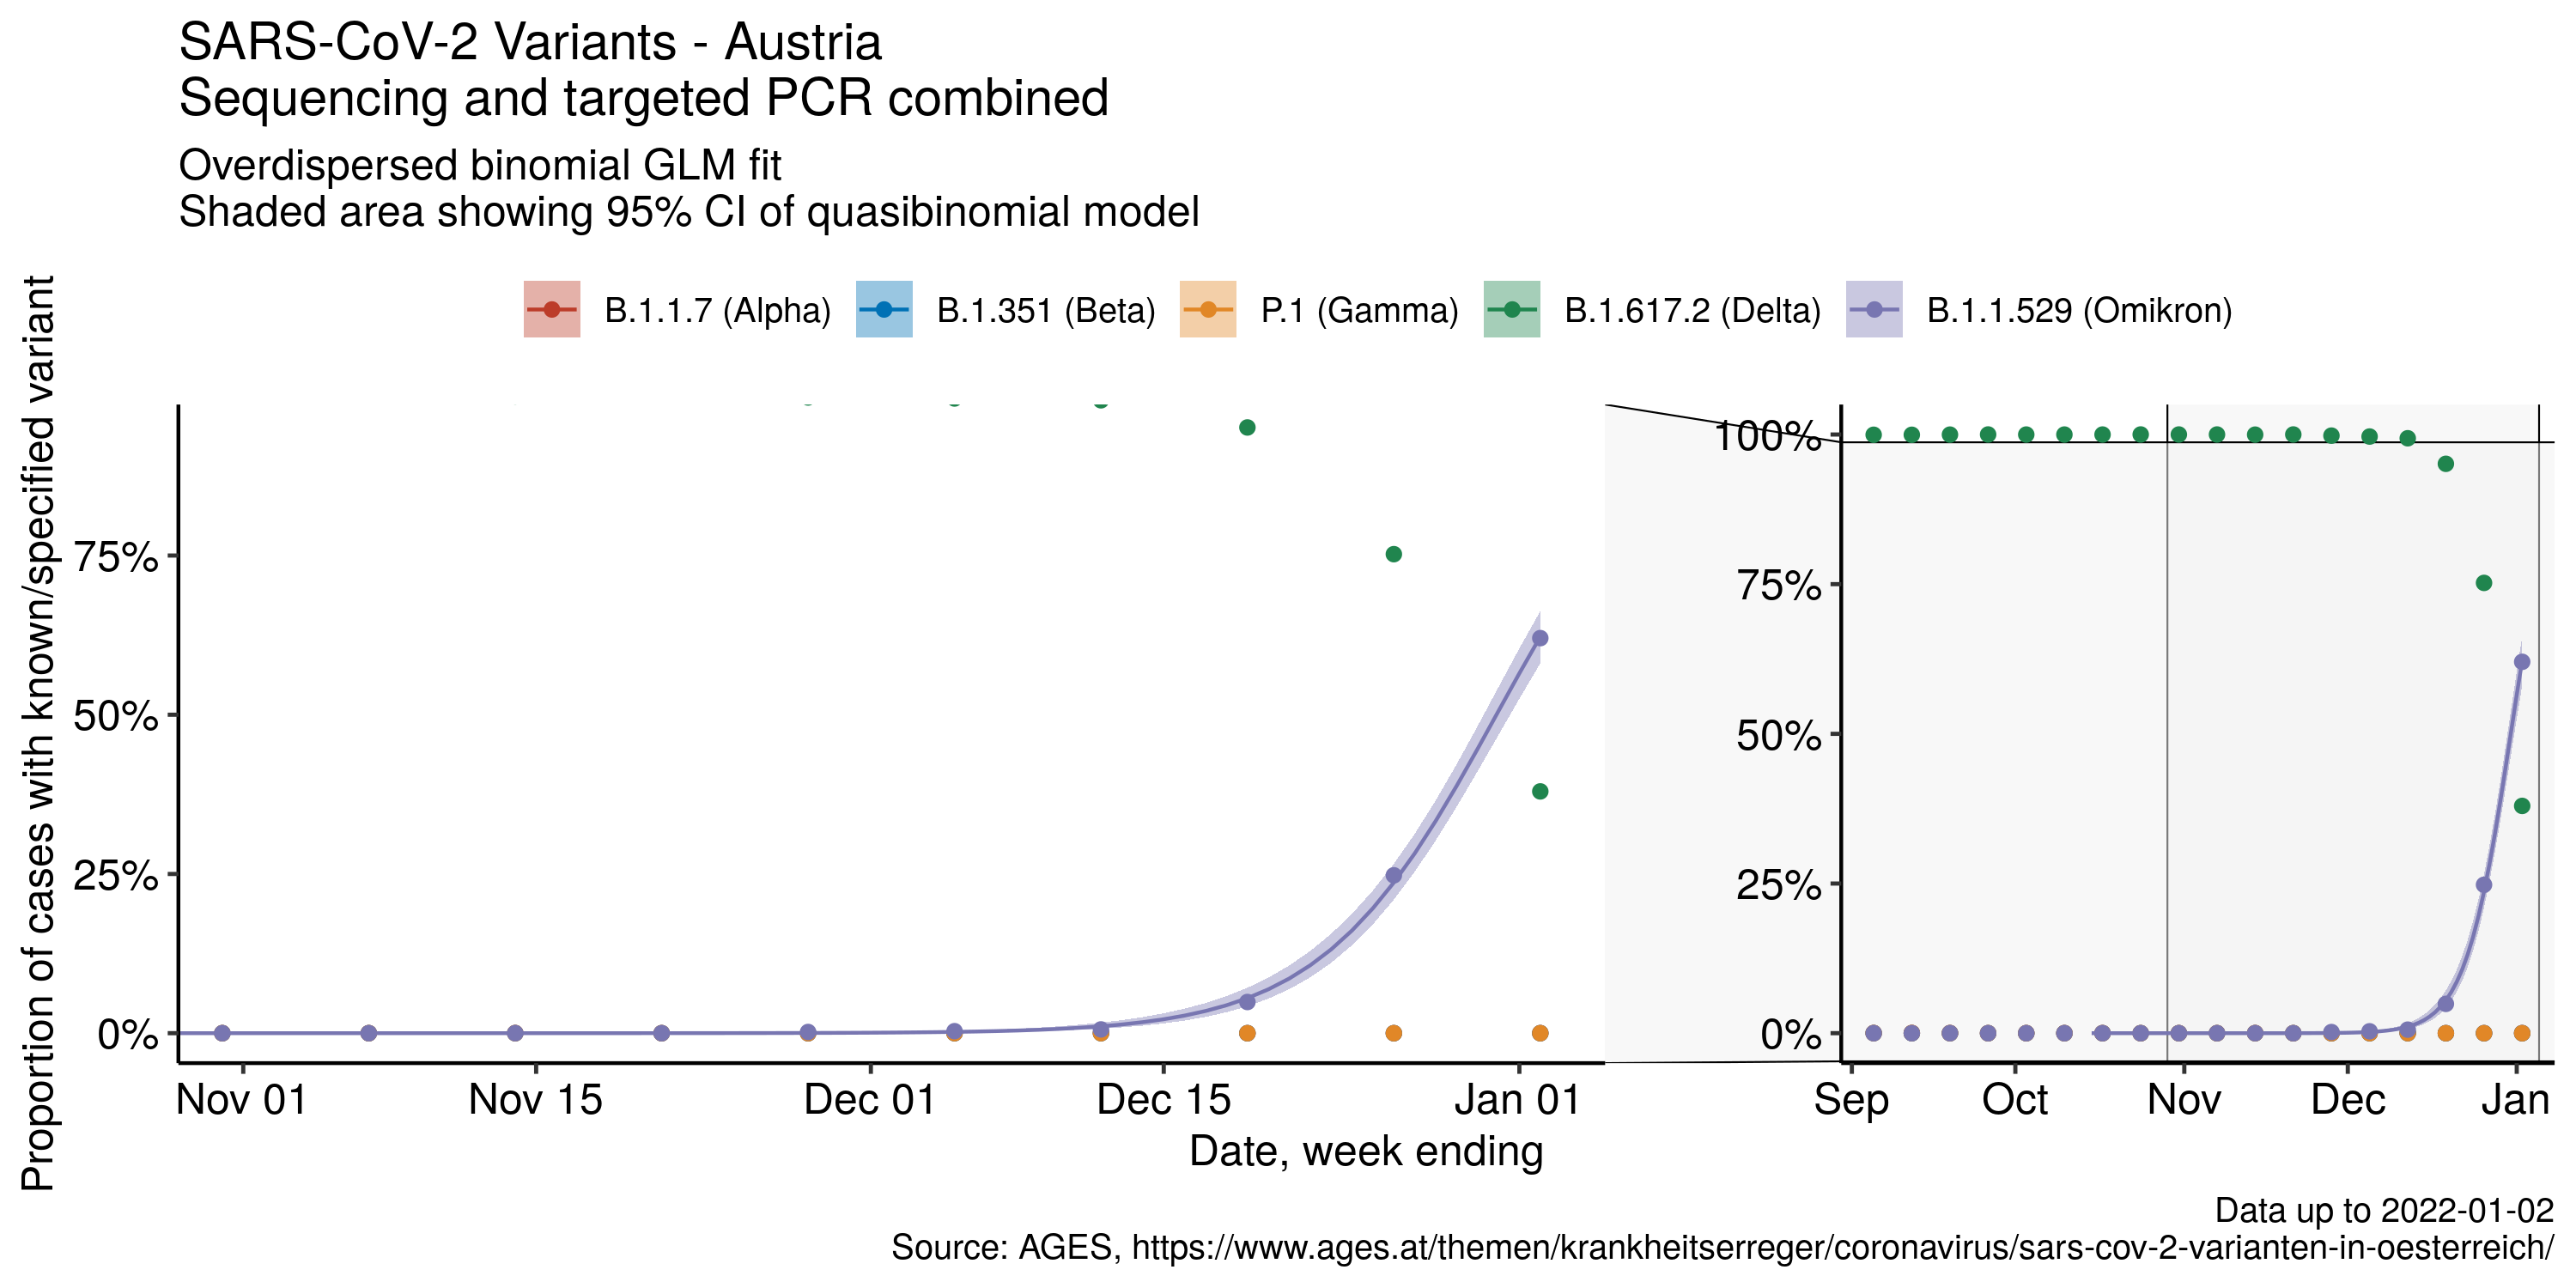 SARS-CoV-2 Variants - Austria
Sequencing and targeted PCR combined
Overdispersed binomial GLM fit
Shaded area showing 95% CI of quasibinomial model
B.1.1.7 (Alpha) B.1.351 (Beta) P.1 (Gamma) B.1.617.2 (Delta) B.1.1.529 (Omikron)
Proportion of cases with known/specified variant
75%
50%
25%
0%
Nov 01 Nov 15 Dec 01 Dec 15 Jan 01
100%
75%
50%
25%
0%
Sep Oct Nov Dec Jan
Date, week ending
Data up to 2022-01-02
Source: AGES, https://www.ages.at/themen/krankheitserreger/coronavirus/sars-cov-2-varianten-in-oesterreich/